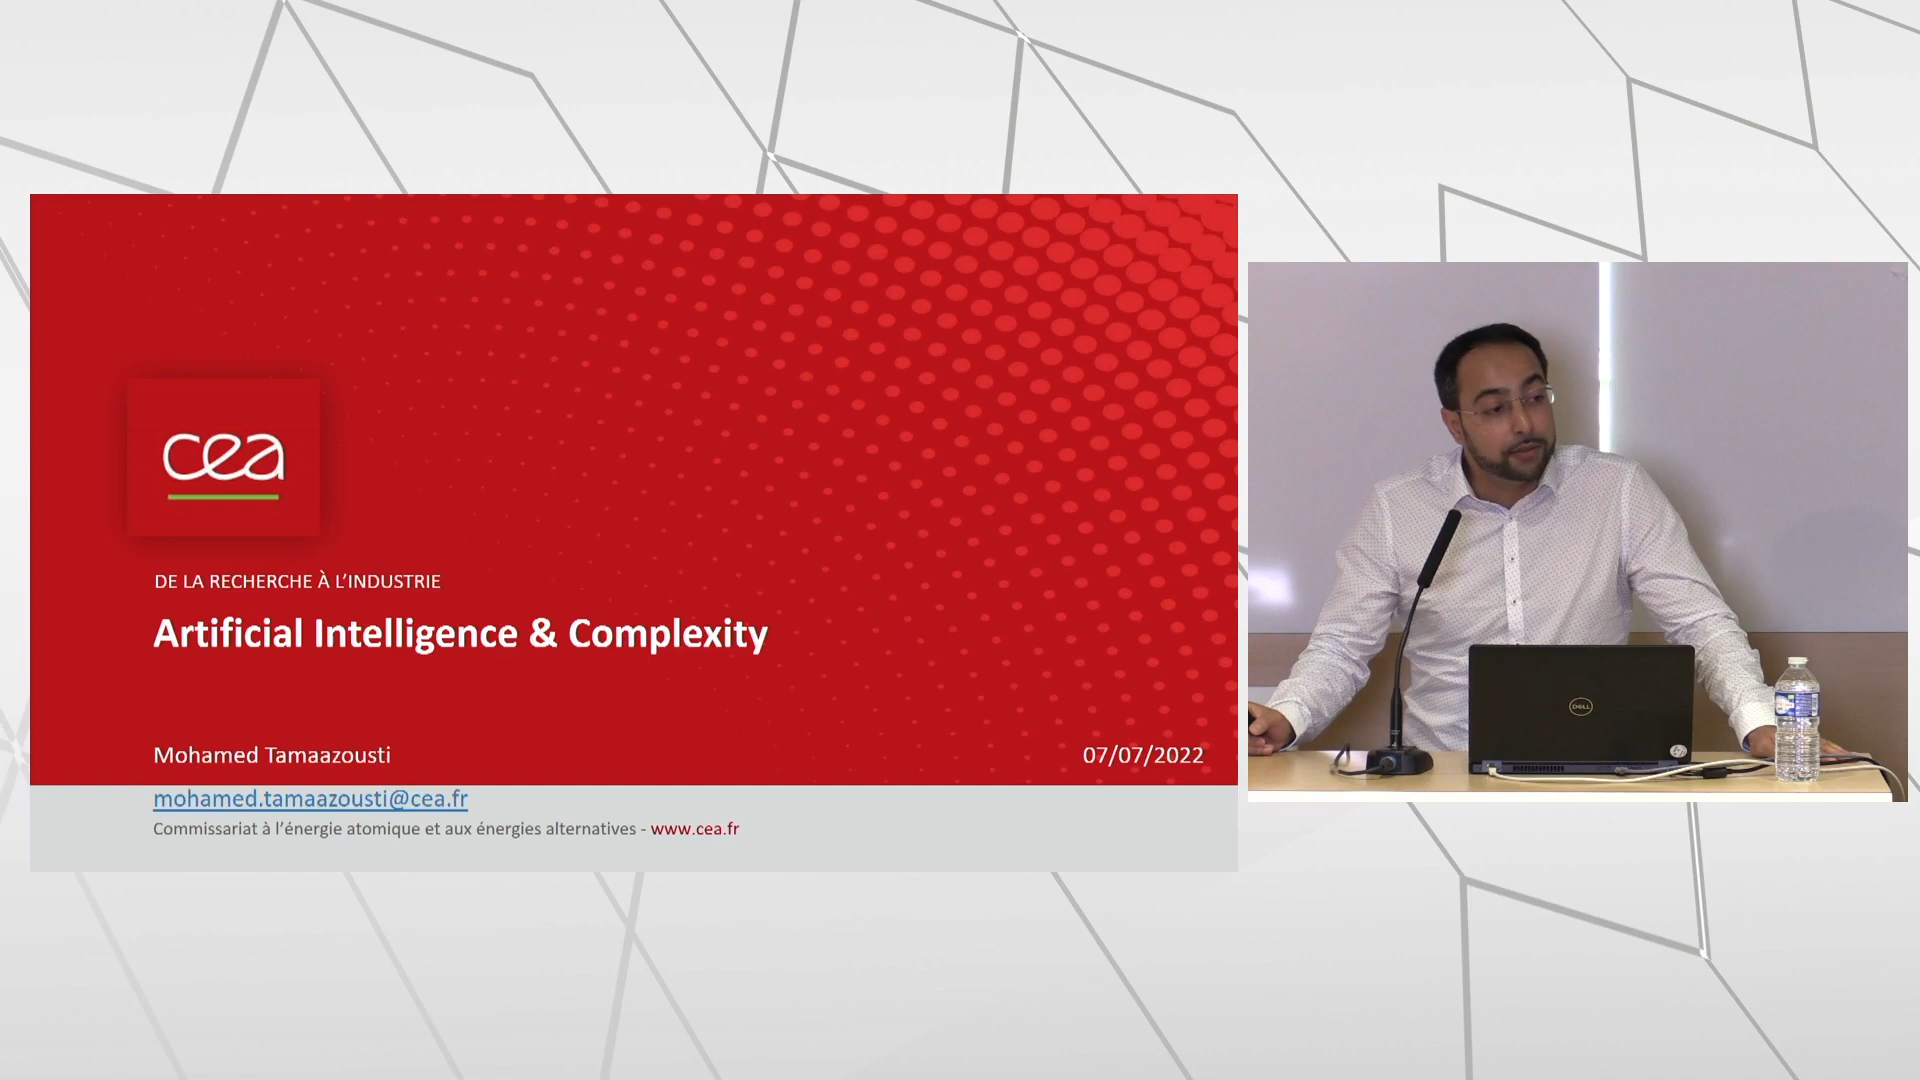 cea
DE LA RECHERCHE À L'INDUSTRIE
Artificial Intelligence & Complexity
Mohamed Tamaazousti
07/07/2022
mohamed.tamaazousti@cea.fr
Commissariat à l'énergie atomique et aux énergies alternatives - www.cea.fr
DELL